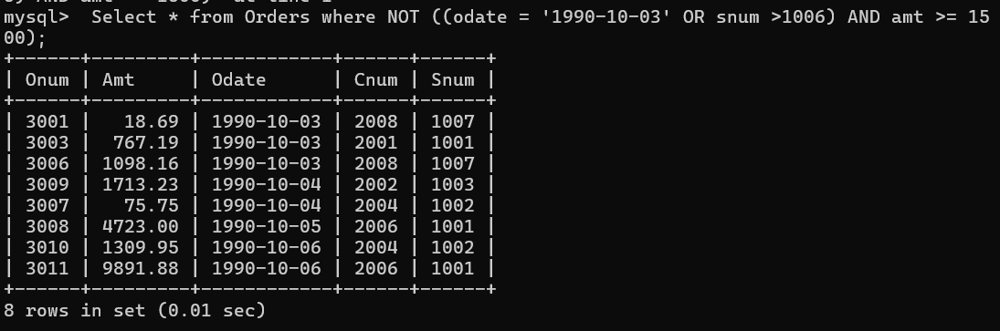 mysql>  Select * from Orders where NOT ((odate = '1990-10-03' OR snum >1006) AND amt >= 15
00);
+------+---------+------------+------+------+
| Onum | Amt     | Odate      | Cnum | Snum |
+------+---------+------------+------+------+
| 3001 |   18.69 | 1990-10-03 | 2008 | 1007 |
| 3003 |  767.19 | 1990-10-03 | 2001 | 1001 |
| 3006 | 1098.16 | 1990-10-03 | 2008 | 1007 |
| 3009 | 1713.23 | 1990-10-04 | 2002 | 1003 |
| 3007 |   75.75 | 1990-10-04 | 2004 | 1002 |
| 3008 | 4723.00 | 1990-10-05 | 2006 | 1001 |
| 3010 | 1309.95 | 1990-10-06 | 2004 | 1002 |
| 3011 | 9891.88 | 1990-10-06 | 2006 | 1001 |
+------+---------+------------+------+------+
8 rows in set (0.01 sec)